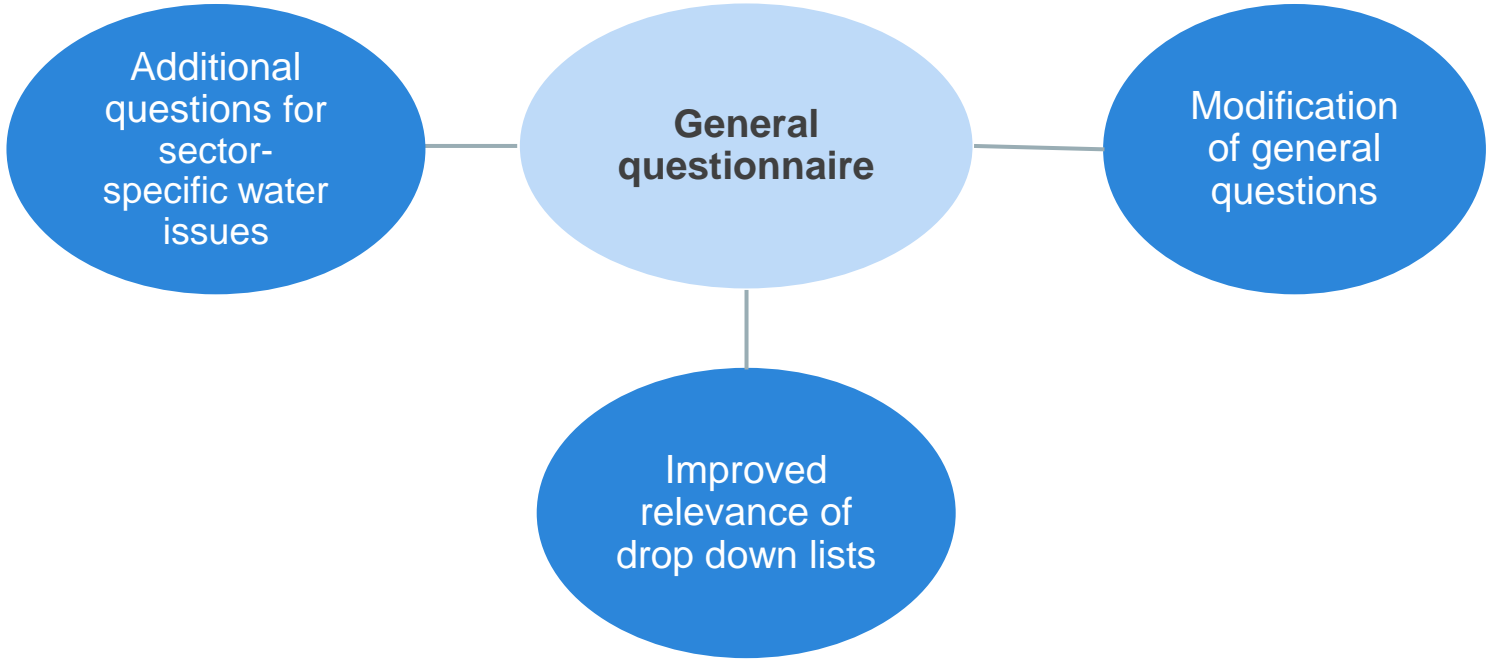 Additional
questions for
sector-
specific water
issues
General
questionnaire
Modification
of general
questions
Improved
relevance of
drop down lists